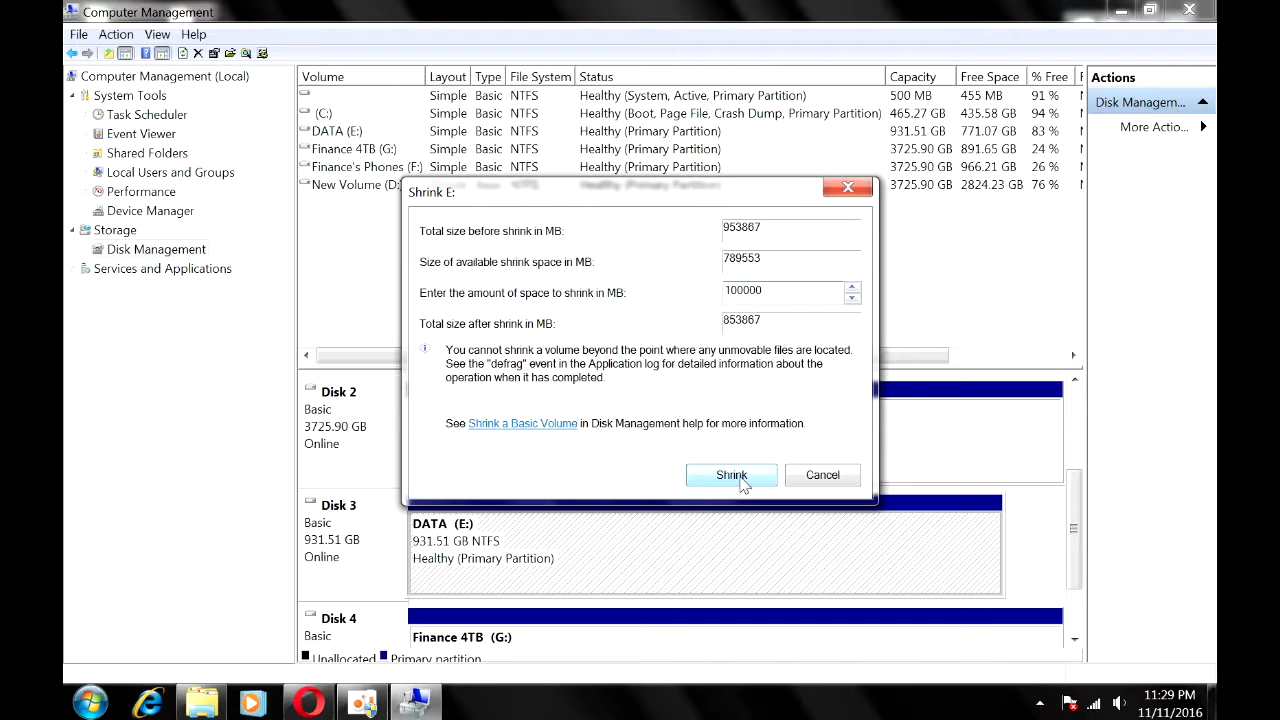 Computer Management
File Action View Help
Computer Management (Local)
System Tools
Task Scheduler
Event Viewer
Shared Folders
Local Users and Groups
Performance
Device Manager
Storage
Disk Management
Services and Applications
Volume Layout Type File System Status Capacity Free Space % Free
Simple Basic NTFS Healthy (System, Active, Primary Partition) 500 MB 455 MB 91 %
(C:) Simple Basic NTFS Healthy (Boot, Page File, Crash Dump, Primary Partition) 465.27 GB 435.58 GB 94 %
DATA (E:) Simple Basic NTFS Healthy (Primary Partition) 931.51 GB 771.07 GB 83 %
Finance 4TB (G:) Simple Basic NTFS Healthy (Primary Partition) 3725.90 GB 891.65 GB 24 %
Finance's Phones (F:) Simple Basic NTFS Healthy (Primary Partition) 3725.90 GB 966.21 GB 26 %
New Volume (D: 3725.90 GB 2824.23 GB 76 %
Actions
Disk Managem...
More Actio...
Shrink E:
Total size before shrink in MB: 953867
Size of available shrink space in MB: 789553
Enter the amount of space to shrink in MB: 100000
Total size after shrink in MB: 853867
You cannot shrink a volume beyond the point where any unmovable files are located.
See the "defrag" event in the Application log for detailed information about the
operation when it has completed.
See Shrink a Basic Volume in Disk Management help for more information.
Shrink Cancel
Disk 2
Basic
3725.90 GB
Online
Disk 3
Basic
931.51 GB
Online
DATA (E:)
931.51 GB NTFS
Healthy (Primary Partition)
Disk 4
Basic
Finance 4TB (G:)
Unallocated Primary partition
11:29 PM
11/11/2016